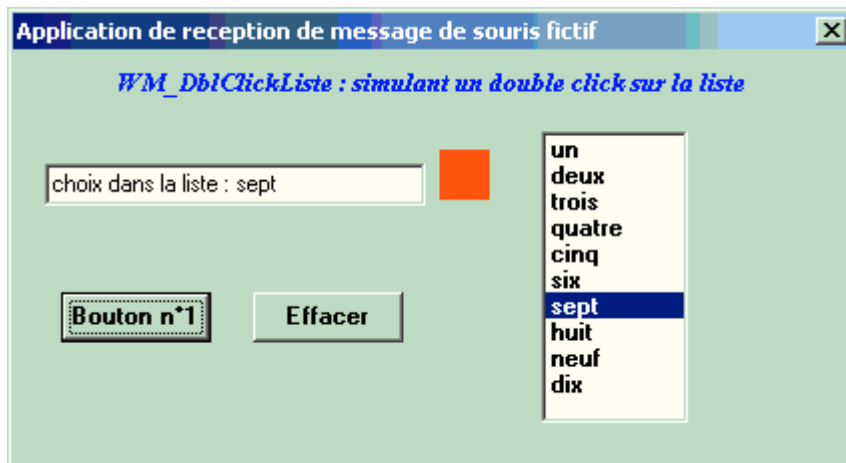 Application de reception de message de souris fictif
WM_DblClickListe : simulant un double click sur la liste
choix dans la liste : sept
un
deux
trois
quatre
cinq
six
sept
huit
neuf
dix
Bouton n°1
Effacer